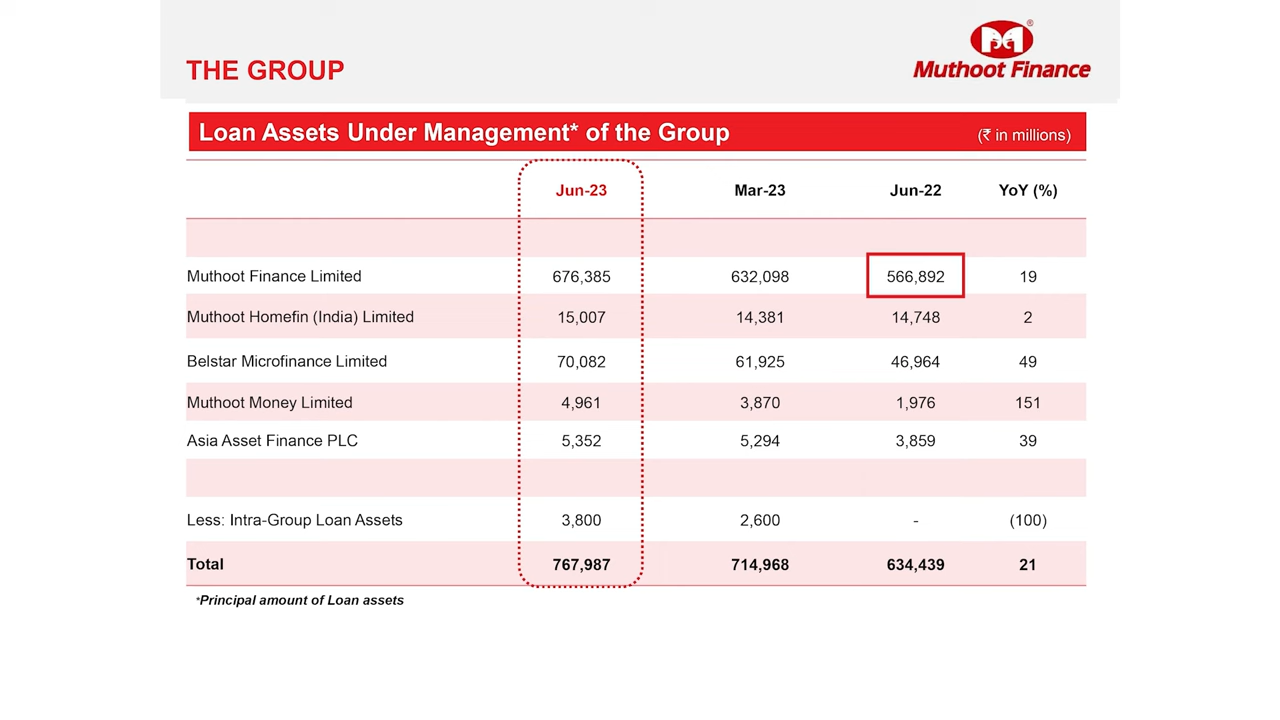 THE GROUP
Muthoot Finance
Loan Assets Under Management* of the Group (₹ in millions)
Jun-23 Mar-23 Jun-22 YoY (%)
Muthoot Finance Limited 676,385 632,098 566,892 19
Muthoot Homefin (India) Limited 15,007 14,381 14,748 2
Belstar Microfinance Limited 70,082 61,925 46,964 49
Muthoot Money Limited 4,961 3,870 1,976 151
Asia Asset Finance PLC 5,352 5,294 3,859 39
Less: Intra-Group Loan Assets 3,800 2,600 - (100)
Total 767,987 714,968 634,439 21
*Principal amount of Loan assets